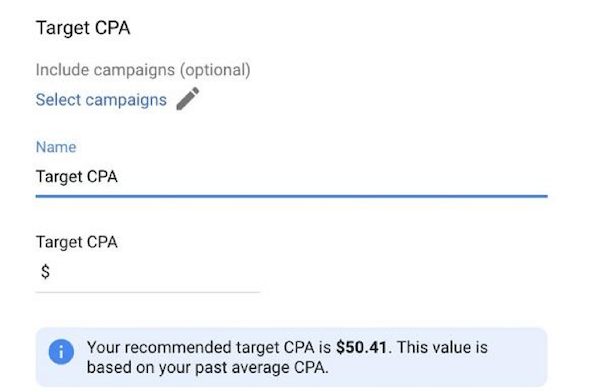 Target CPA
Include campaigns (optional)
Select campaigns
Name
Target CPA
Target CPA
$
Your recommended target CPA is $50.41. This value is
based on your past average CPA.